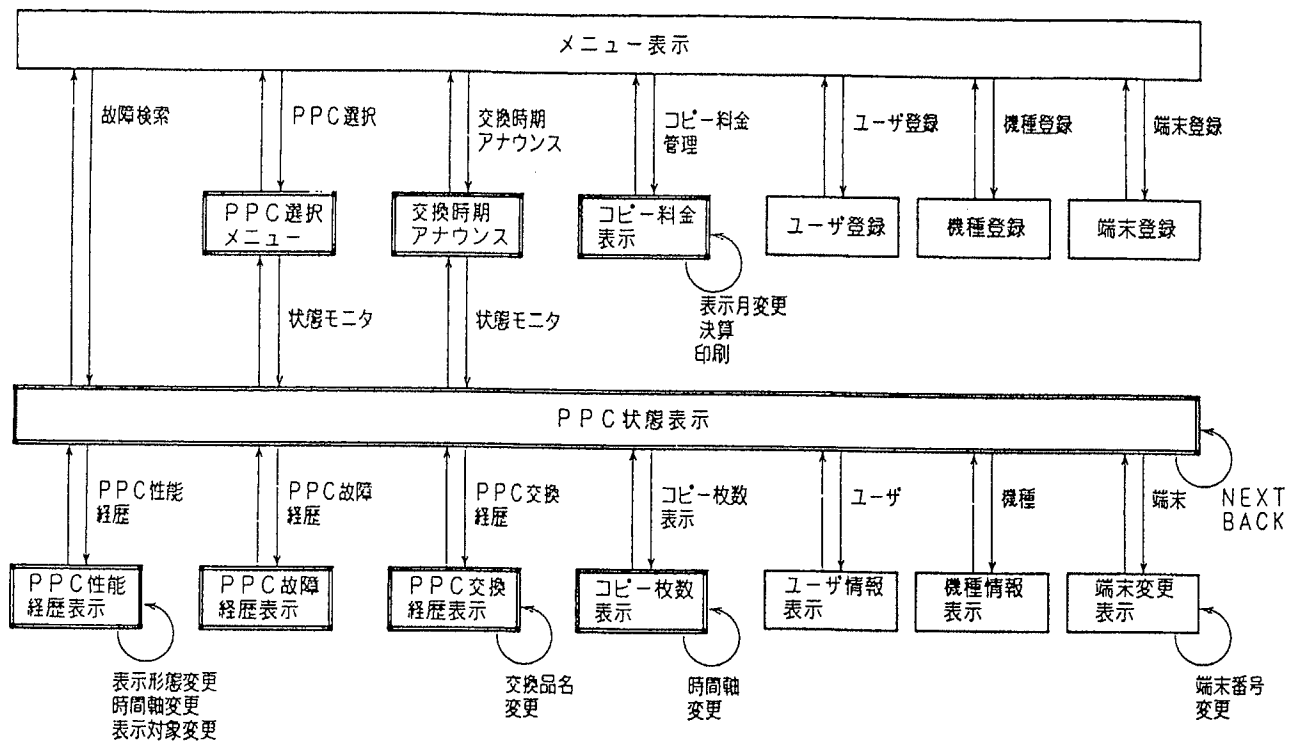 メニュー表示
故障検索
PPC選択
交換時期
アナウンス
コピー料金
管理
ユーザ登録
機種登録
端末登録
PPC選択
メニュー
交換時期
アナウンス
コピー料金
表示
ユーザ登録
機種登録
端末登録
状態モニタ
状態モニタ
表示月変更
決算
印刷
PPC状態表示
PPC性能
経歴
PPC故障
経歴
PPC交換
経歴
コピー枚数
表示
ユーザ
機種
端末
NEXT
BACK
PPC性能
経歴表示
PPC故障
経歴表示
PPC交換
経歴表示
コピー枚数
表示
ユーザ情報
表示
機種情報
表示
端末変更
表示
表示形態変更
時間軸変更
表示対象変更
交換品名
変更
時間軸
変更
端末番号
変更